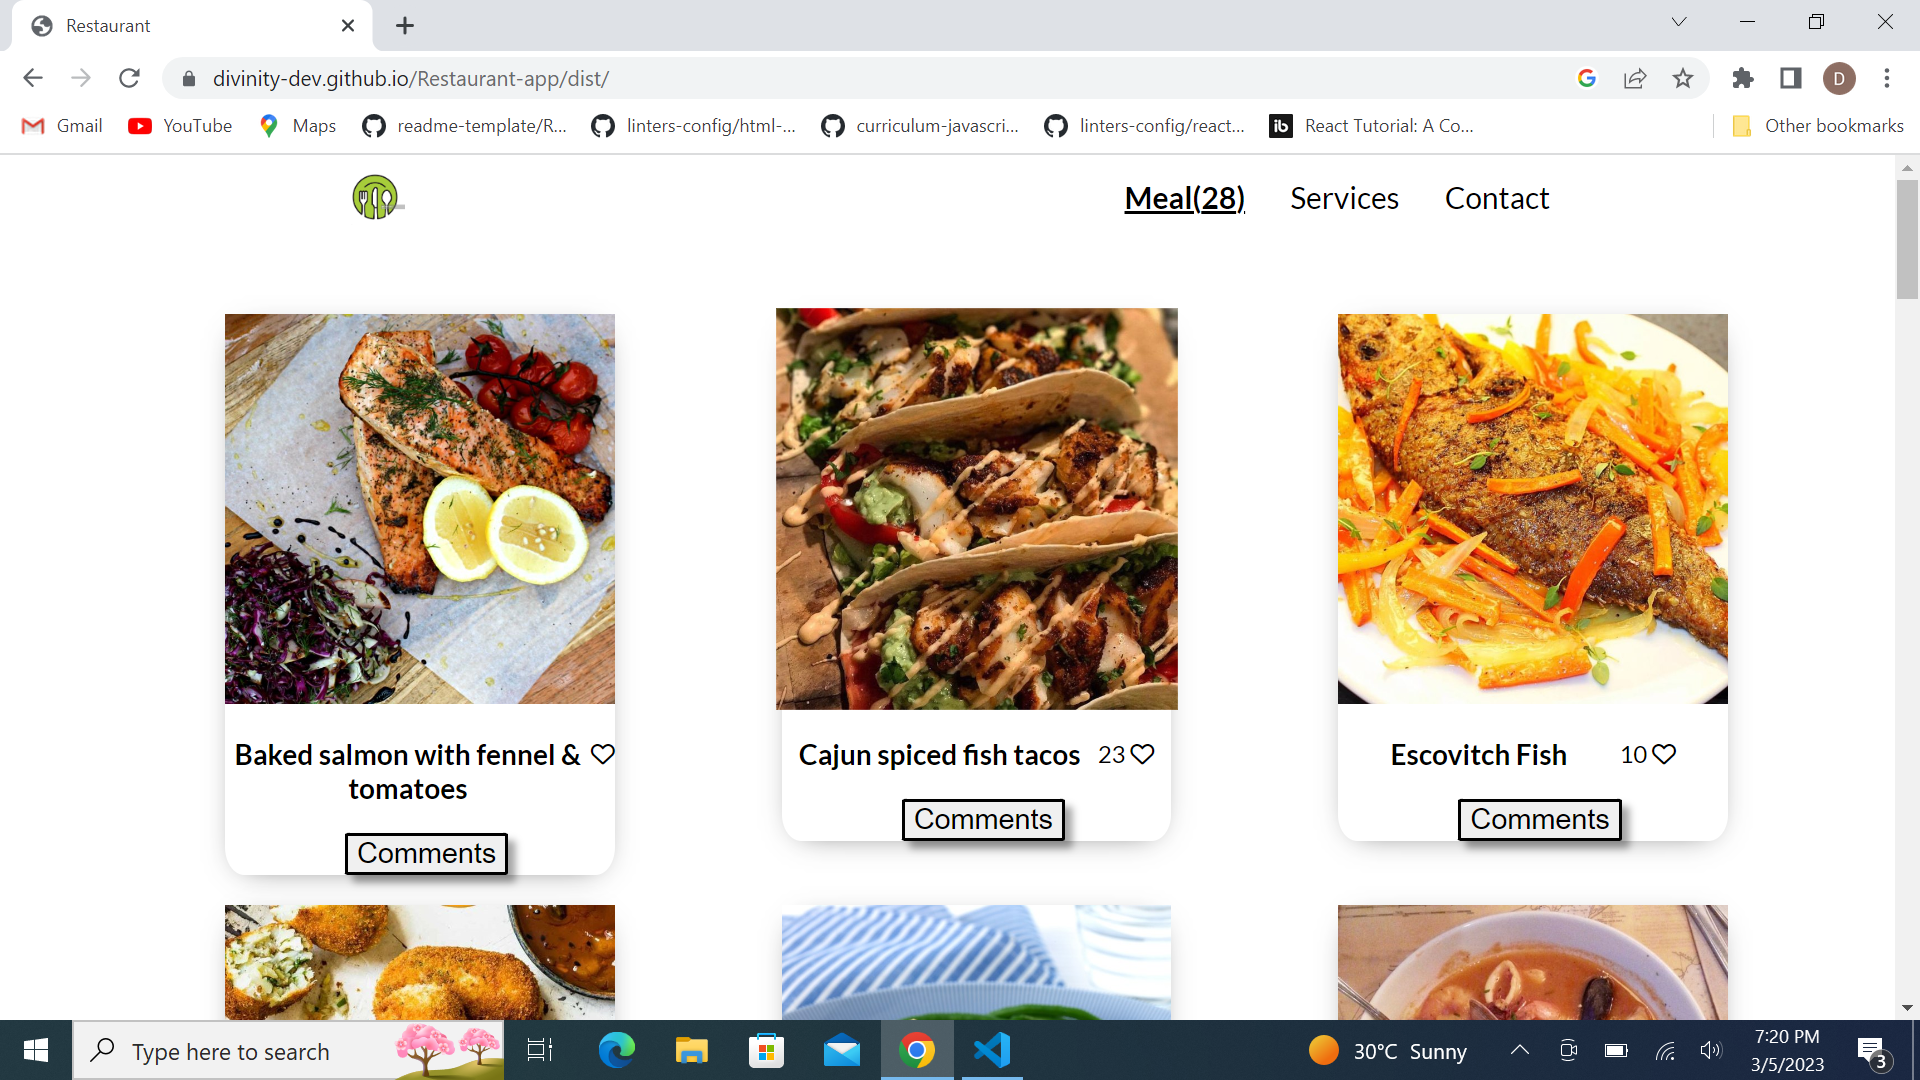 Restaurant
divinity-dev.github.io/Restaurant-app/dist/
D
Gmail
YouTube
Maps
readme-template/R...
linters-config/html-...
curriculum-javascri...
linters-config/react...
ib
React Tutorial: A Co...
Other bookmarks
Meal(28)
Services
Contact
Baked salmon with fennel &
tomatoes
Comments
Cajun spiced fish tacos
23
Comments
Escovitch Fish
10
Comments
Type here to search
30°C Sunny
7:20 PM
3/5/2023
3